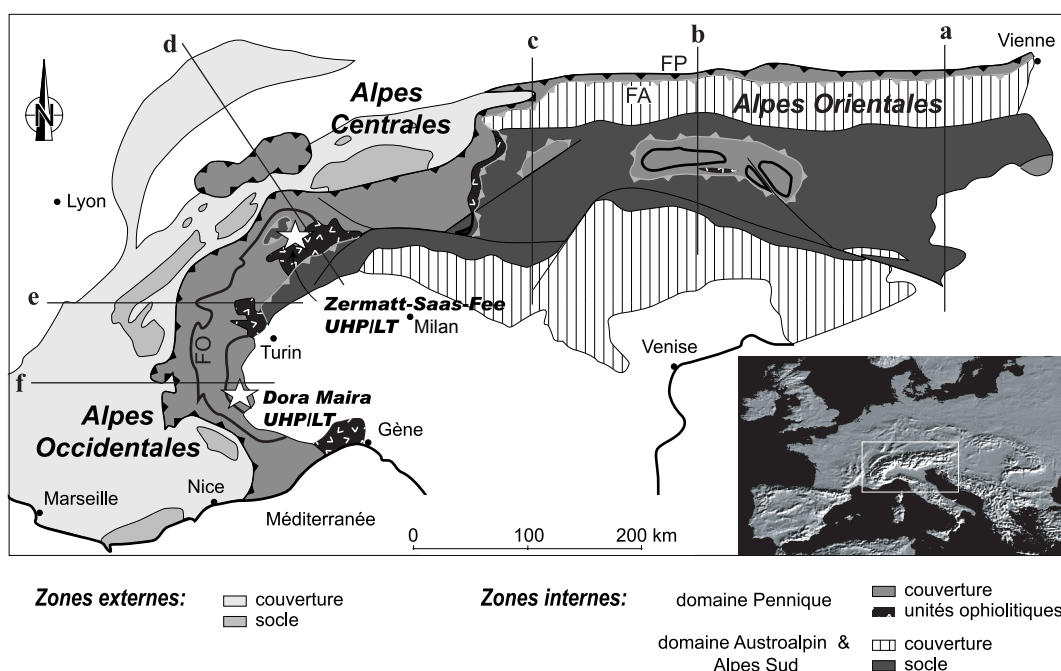 d
c
b
a
Vienne
FP
FA
Alpes
Centrales
Alpes Orientales
N
Lyon
e
Zermatt-Saas-Fee
UHP/LT
Milan
FO
Turin
Venise
f
Dora Maira
UHP/LT
Alpes
Occidentales
Gène
Nice
Marseille
Méditerranée
0 100 200 km
Zones externes:
couverture
socle
Zones internes:
domaine Pennique
couverture
unités ophiolitiques
domaine Austroalpin &
Alpes Sud
couverture
socle